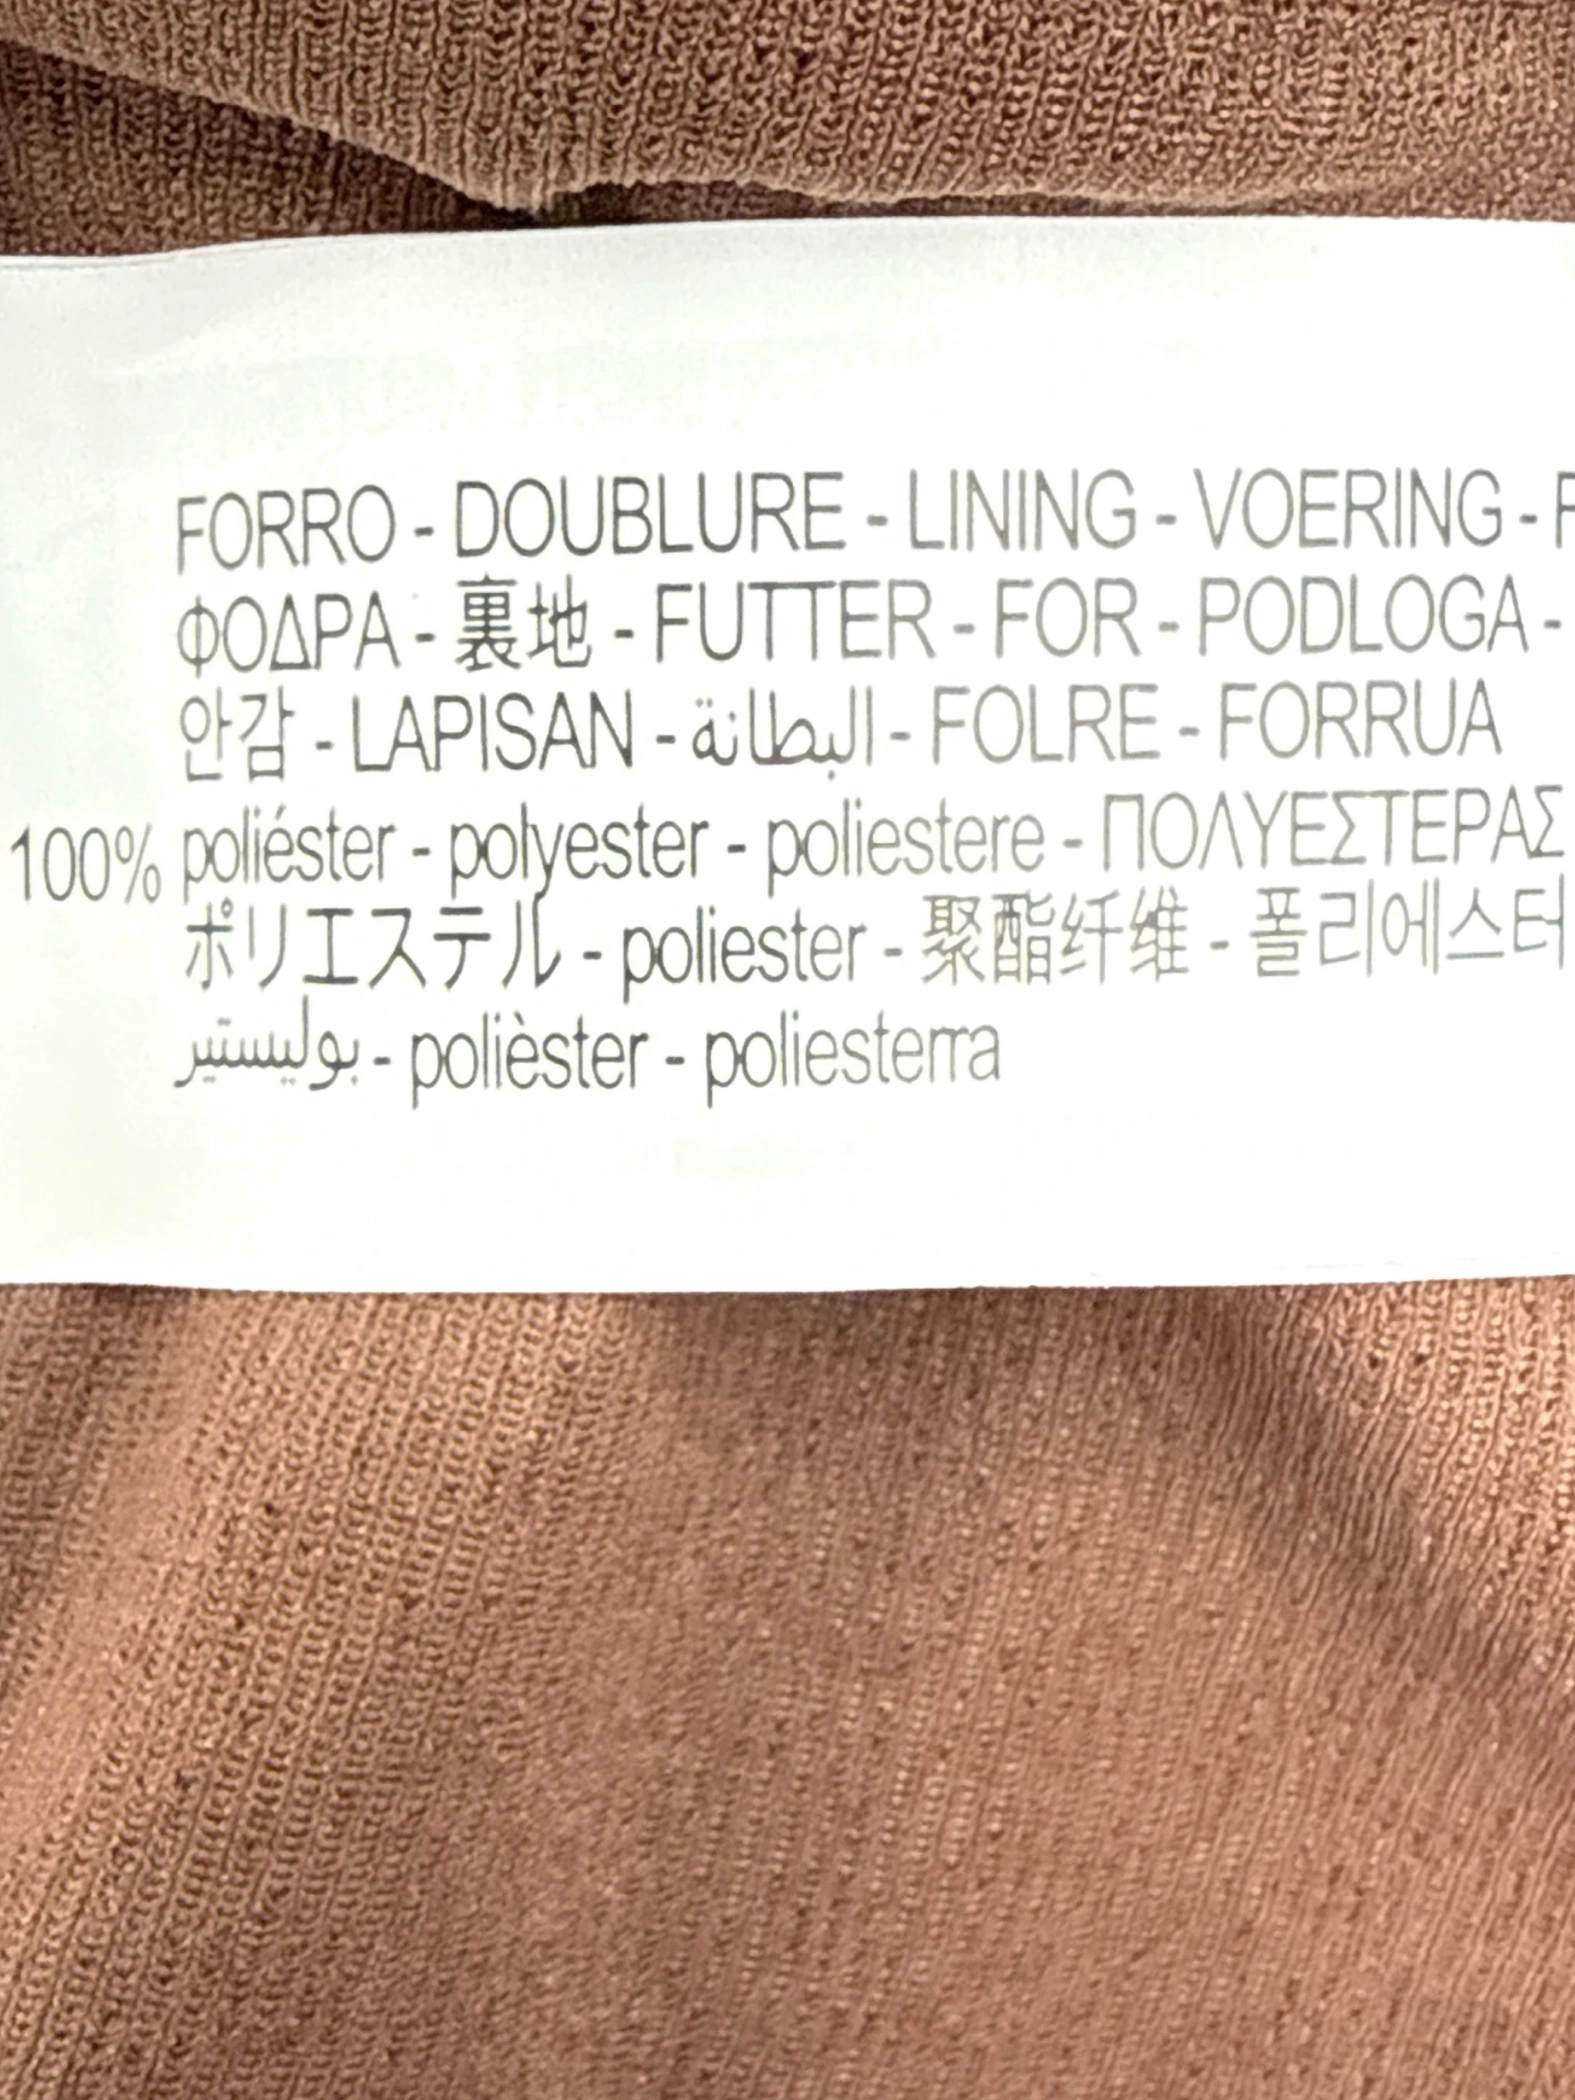 FORRO - DOUBLURE - LINING - VOERING -
ΦΟΔΡΑ - 裏地 - FUTTER - FOR - PODLOGA -
안감 - LAPISAN - البطانة - FOLRE - FORRUA
100% poliéster - polyester - poliestere - ΠΟΛΥΕΣΤΕΡΑΣ
ポリエステル - poliester - 聚酯纤维 - 폴리에스터
بوليستير - polièster - poliesterra